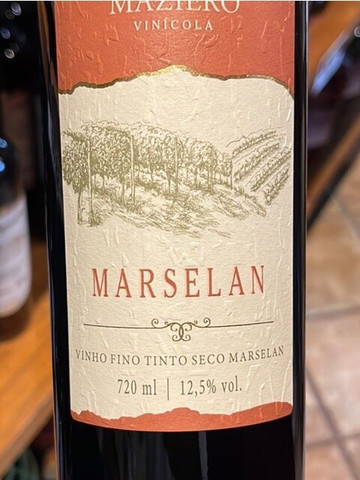 MAZIERO
VINÍCOLA
MARSELAN
VINHO FINO TINTO SECO MARSELAN
720 ml | 12,5% vol.